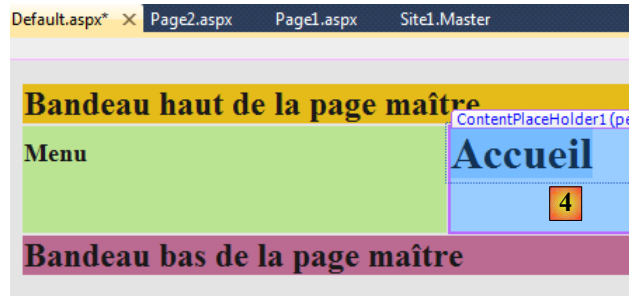 Default.aspx* Page2.aspx Page1.aspx Site1.Master
Bandeau haut de la page maître
ContentPlaceHolder1 (pe
Menu
Accueil
4
Bandeau bas de la page maître